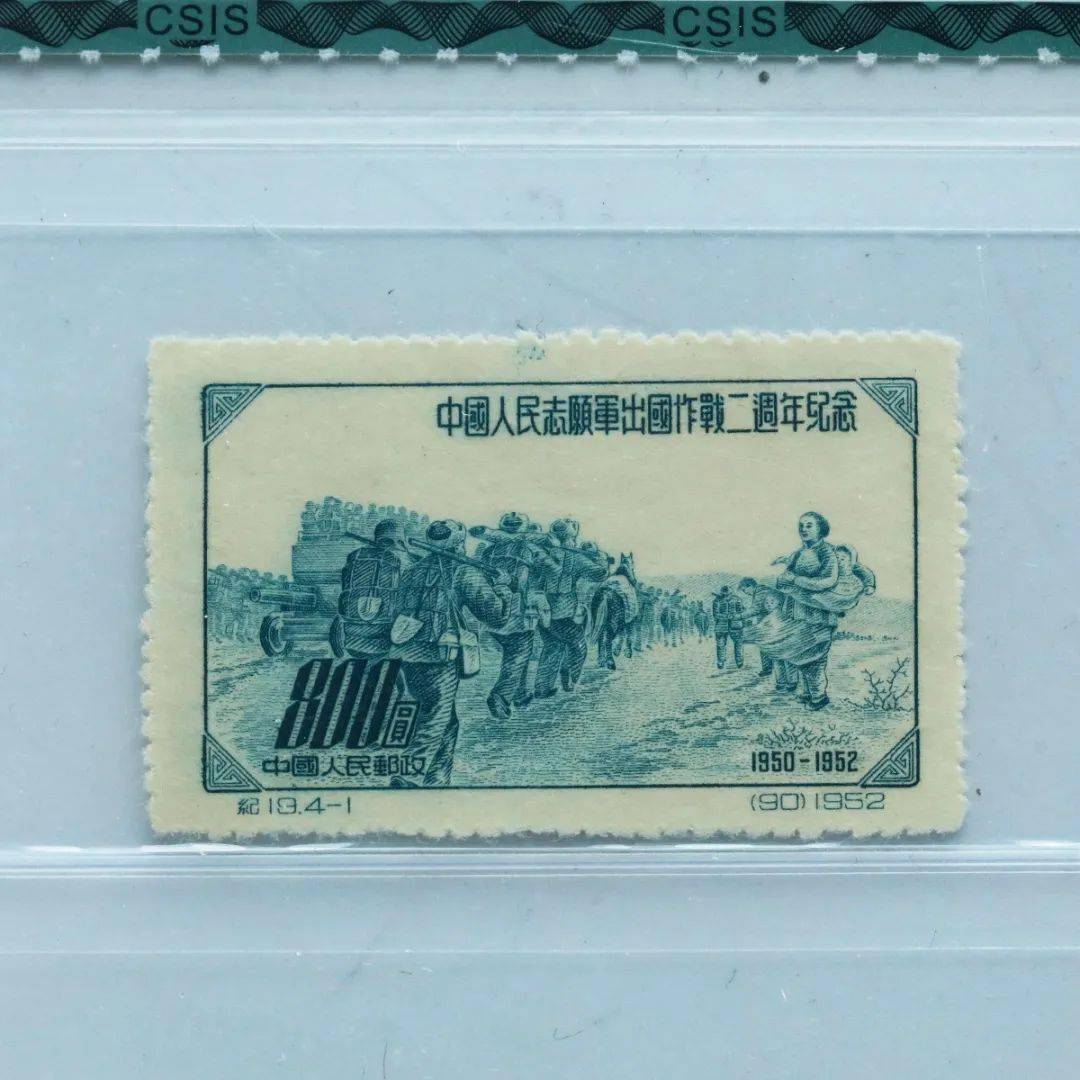 CSIS CSIS
中國人民志願軍出國作戰二週年紀念
800圓
中國人民郵政
1950-1952
紀19.4-1
(90)1952